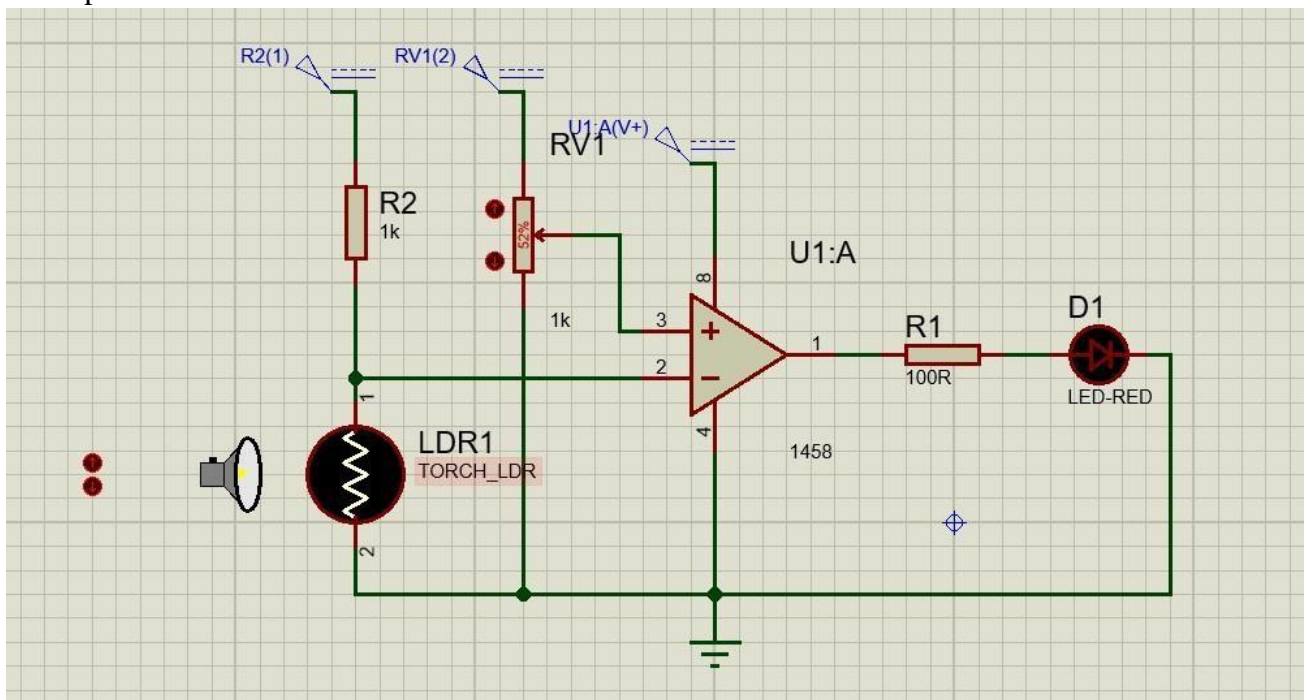 R2(1)
RV1(2)
U1:A(V+)
RV1
R2
1k
52%
U1:A
8
1k
3
+
2
−
1
R1
100R
D1
LED-RED
1
4
1458
LDR1
TORCH_LDR
2